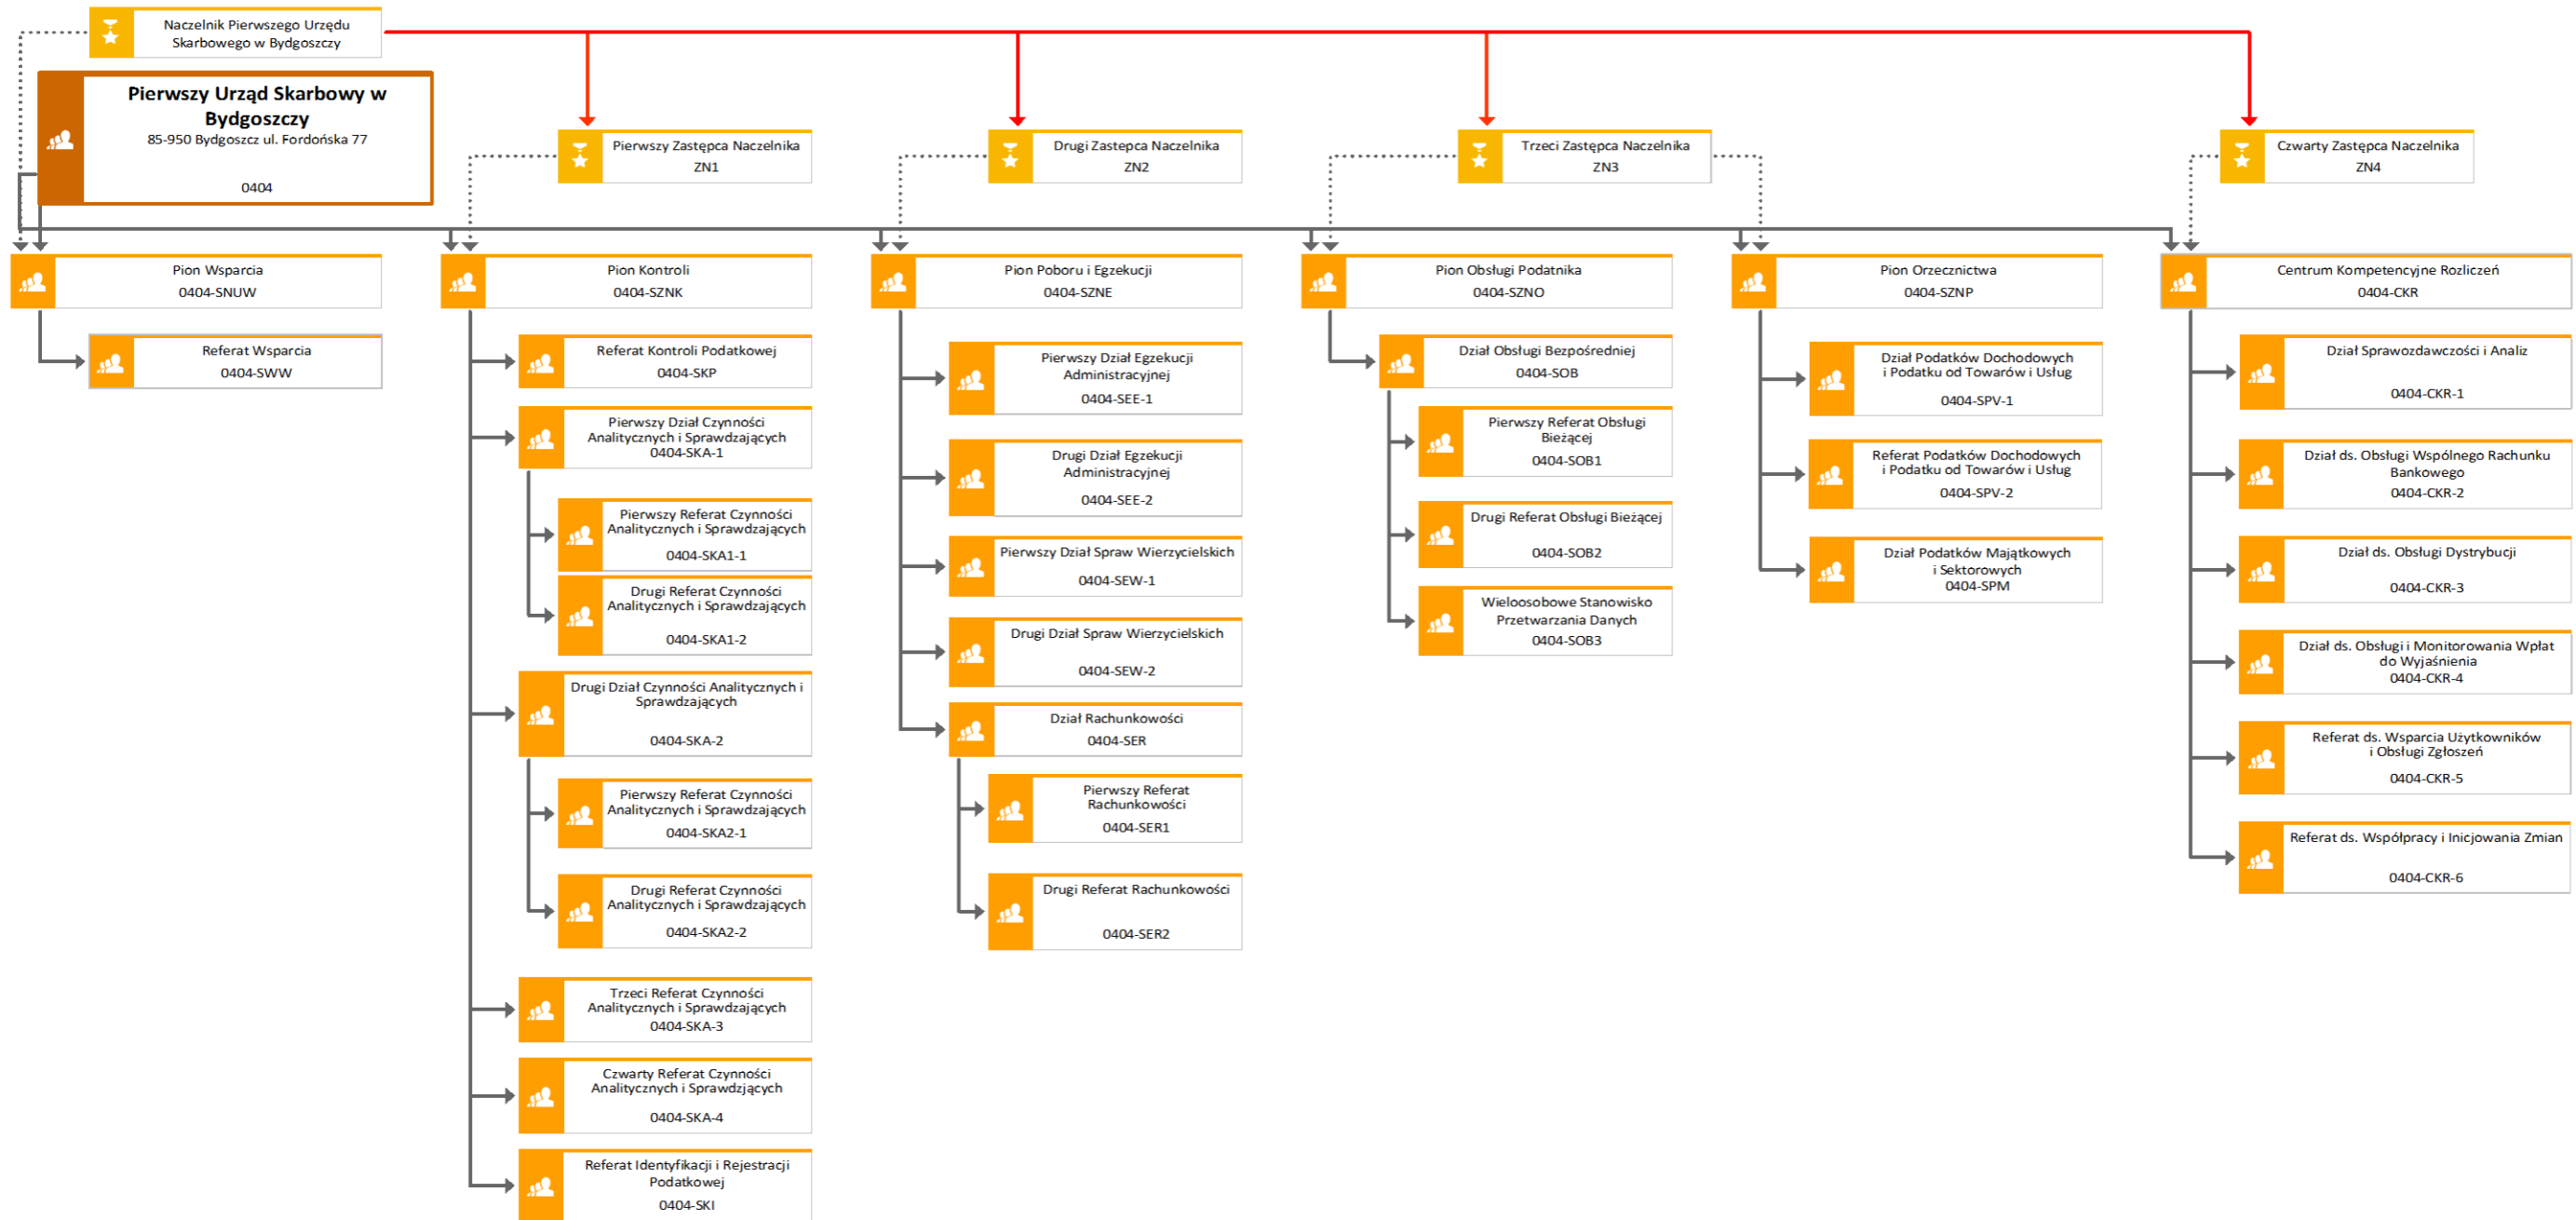 Naczelnik Pierwszego Urzędu
Skarbowego w Bydgoszczy
Pierwszy Urząd Skarbowy w
Bydgoszczy
85-950 Bydgoszcz ul. Fordońska 77
0404
Pierwszy Zastępca Naczelnika
ZN1
Drugi Zastepca Naczelnika
ZN2
Trzeci Zastępca Naczelnika
ZN3
Czwarty Zastępca Naczelnika
ZN4
Pion Wsparcia
0404-SNUW
Referat Wsparcia
0404-SWW
Pion Kontroli
0404-SZNK
Referat Kontroli Podatkowej
0404-SKP
Pierwszy Dział Czynności
Analitycznych i Sprawdzających
0404-SKA-1
Pierwszy Referat Czynności
Analitycznych i Sprawdzających
0404-SKA1-1
Drugi Referat Czynności
Analitycznych i Sprawdzających
0404-SKA1-2
Drugi Dział Czynności Analitycznych i
Sprawdzających
0404-SKA-2
Pierwszy Referat Czynności
Analitycznych i Sprawdzających
0404-SKA2-1
Drugi Referat Czynności
Analitycznych i Sprawdzających
0404-SKA2-2
Trzeci Referat Czynności
Analitycznych i Sprawdzających
0404-SKA-3
Czwarty Referat Czynności
Analitycznych i Sprawdzjących
0404-SKA-4
Referat Identyfikacji i Rejestracji
Podatkowej
0404-SKI
Pion Poboru i Egzekucji
0404-SZNE
Pierwszy Dział Egzekucji
Administracyjnej
0404-SEE-1
Drugi Dział Egzekucji
Administracyjnej
0404-SEE-2
Pierwszy Dział Spraw Wierzycielskich
0404-SEW-1
Drugi Dział Spraw Wierzycielskich
0404-SEW-2
Dział Rachunkowości
0404-SER
Pierwszy Referat
Rachunkowości
0404-SER1
Drugi Referat Rachunkowości
0404-SER2
Pion Obsługi Podatnika
0404-SZNO
Dział Obsługi Bezpośredniej
0404-SOB
Pierwszy Referat Obsługi
Bieżącej
0404-SOB1
Drugi Referat Obsługi Bieżącej
0404-SOB2
Wieloosobowe Stanowisko
Przetwarzania Danych
0404-SOB3
Pion Orzecznictwa
0404-SZNP
Dział Podatków Dochodowych
i Podatku od Towarów i Usług
0404-SPV-1
Referat Podatków Dochodowych
i Podatku od Towarów i Usług
0404-SPV-2
Dział Podatków Majątkowych
i Sektorowych
0404-SPM
Centrum Kompetencyjne Rozliczeń
0404-CKR
Dział Sprawozdawczości i Analiz
0404-CKR-1
Dział ds. Obsługi Wspólnego Rachunku
Bankowego
0404-CKR-2
Dział ds. Obsługi Dystrybucji
0404-CKR-3
Dział ds. Obsługi i Monitorowania Wpłat
do Wyjaśnienia
0404-CKR-4
Referat ds. Wsparcia Użytkowników
i Obsługi Zgłoszeń
0404-CKR-5
Referat ds. Współpracy i Inicjowania Zmian
0404-CKR-6